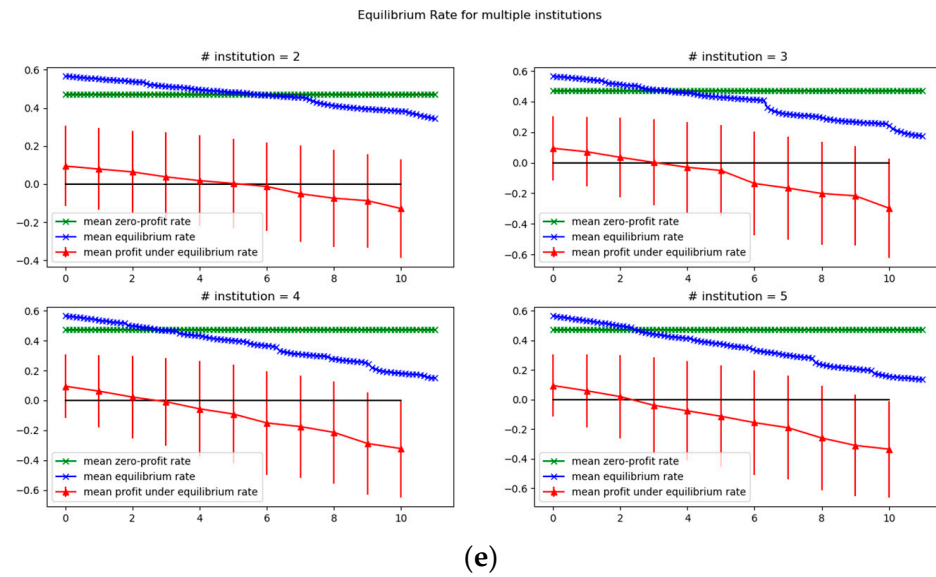 Equilibrium Rate for multiple institutions
# institution = 2
0.6
0.4
0.2
0.0
−0.2
−0.4
mean zero-profit rate
mean equilibrium rate
mean profit under equilibrium rate
0 2 4 6 8 10
# institution = 3
0.6
0.4
0.2
0.0
−0.2
−0.4
−0.6
mean zero-profit rate
mean equilibrium rate
mean profit under equilibrium rate
0 2 4 6 8 10
# institution = 4
0.6
0.4
0.2
0.0
−0.2
−0.4
−0.6
mean zero-profit rate
mean equilibrium rate
mean profit under equilibrium rate
0 2 4 6 8 10
# institution = 5
0.6
0.4
0.2
0.0
−0.2
−0.4
−0.6
mean zero-profit rate
mean equilibrium rate
mean profit under equilibrium rate
0 2 4 6 8 10
(e)